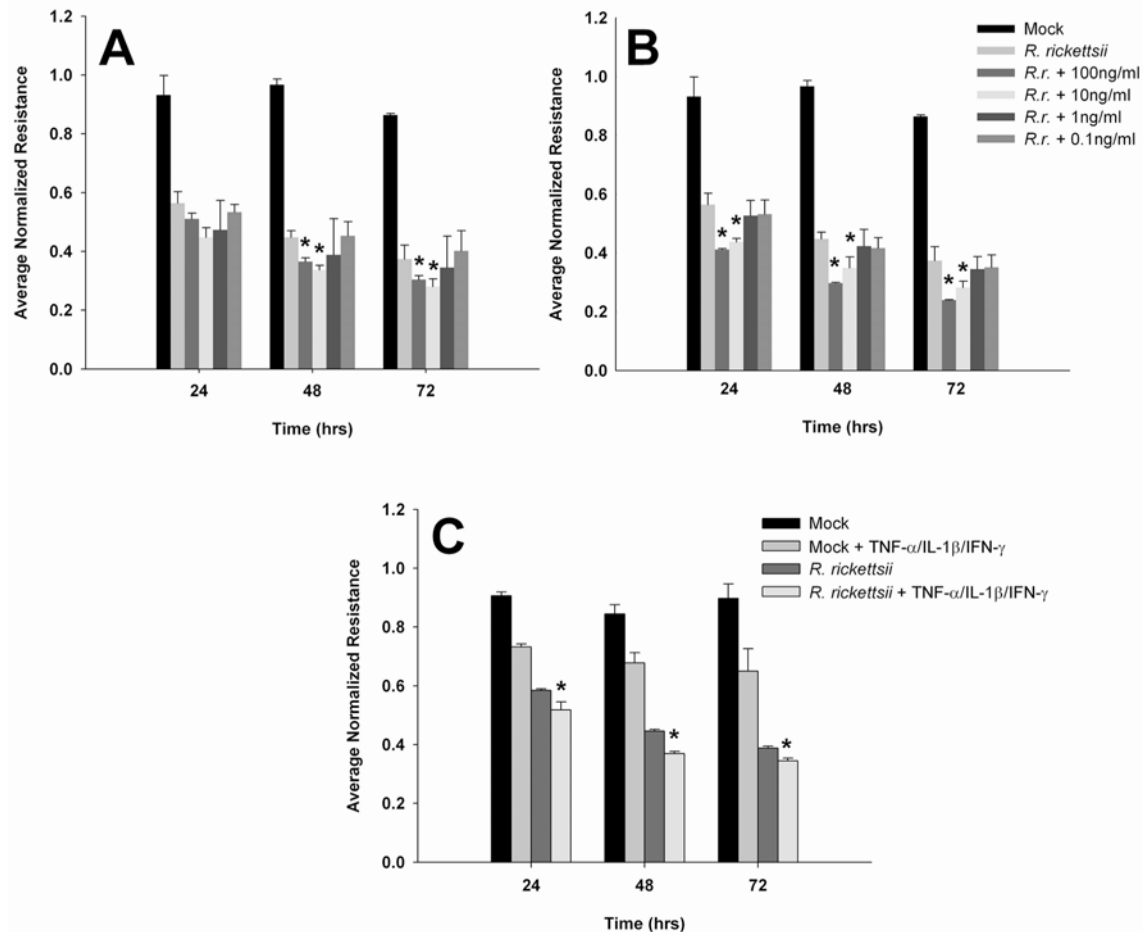 A
Average Normalized Resistance
1.2
1.0
0.8
0.6
0.4
0.2
0.0
* *
* *
24 48 72
Time (hrs)
B
Average Normalized Resistance
1.2
1.0
0.8
0.6
0.4
0.2
0.0
Mock
R. rickettsii
R.r. + 100ng/ml
R.r. + 10ng/ml
R.r. + 1ng/ml
R.r. + 0.1ng/ml
* *
* *
* *
24 48 72
Time (hrs)
C
Average Normalized Resistance
1.2
1.0
0.8
0.6
0.4
0.2
0.0
Mock
Mock + TNF-α/IL-1β/IFN-γ
R. rickettsii
R. rickettsii + TNF-α/IL-1β/IFN-γ
*
*
*
24 48 72
Time (hrs)